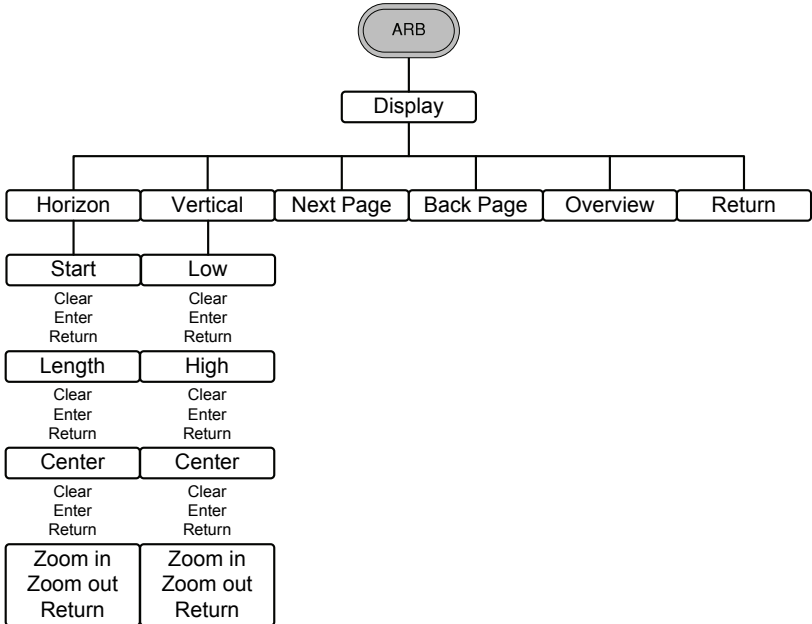 ARB
Display
Horizon Vertical Next Page Back Page Overview Return
Start Low
Clear Clear
Enter Enter
Return Return
Length High
Clear Clear
Enter Enter
Return Return
Center Center
Clear Clear
Enter Enter
Return Return
Zoom in Zoom in
Zoom out Zoom out
Return Return